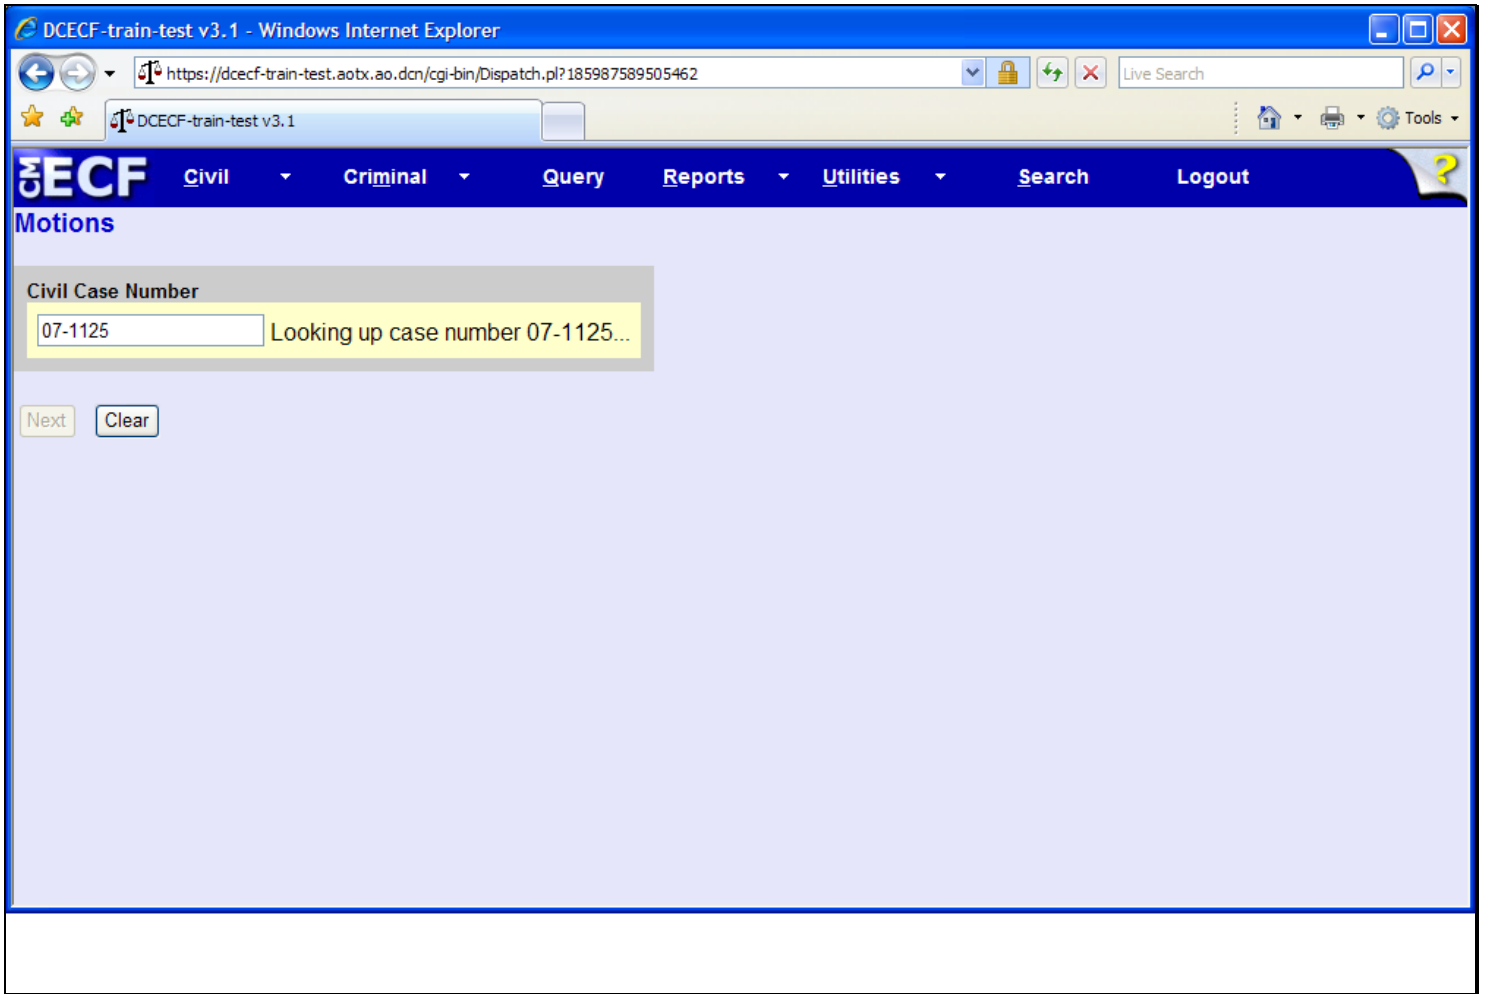 DCECF-train-test v3.1 - Windows Internet Explorer
https://dcecf-train-test.aotx.ao.dcn/cgi-bin/Dispatch.pl?185987589505462 Live Search
DCECF-train-test v3.1 Tools
CM ECF Civil Criminal Query Reports Utilities Search Logout ?
Motions
Civil Case Number
07-1125 Looking up case number 07-1125...
Next Clear